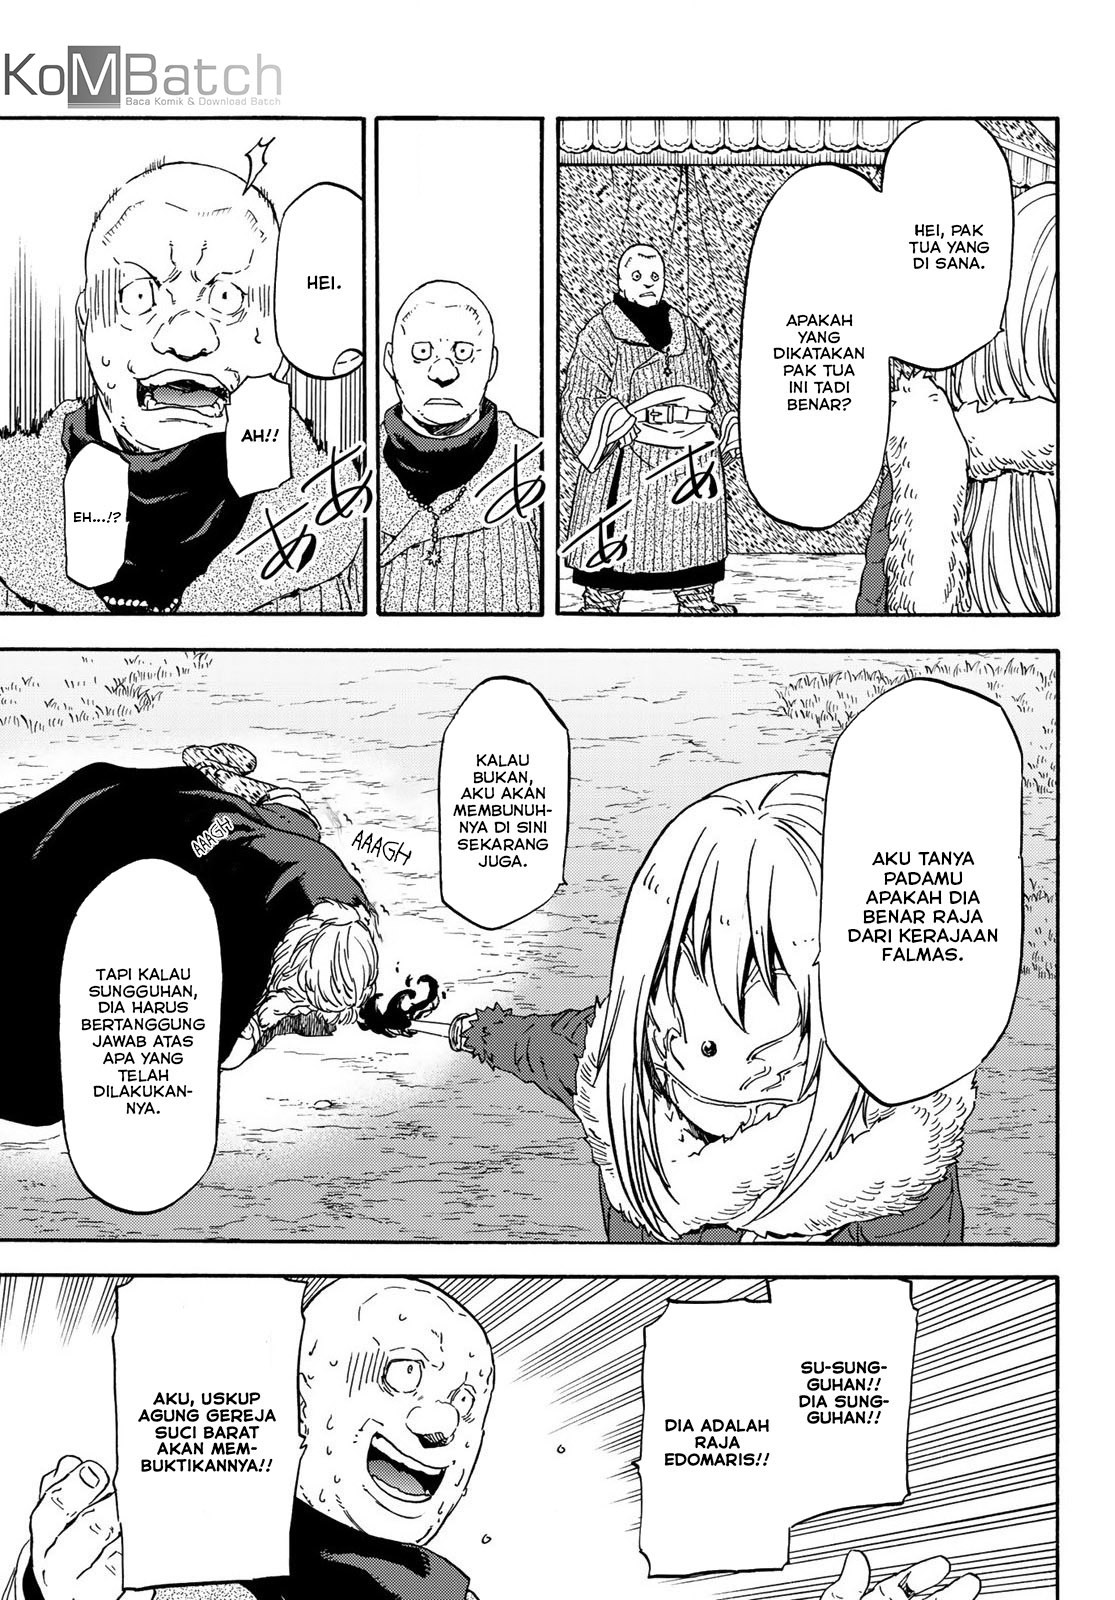 KOMBatch
Baca Komik & Download Batch
HEI, PAK
TUA YANG
DI SANA.
APAKAH
YANG
DIKATAKAN
PAK TUA
INI TADI
BENAR?
あ
あ
あ
あ
HEI.
あ
あ
AH!!
EH...!?
AKU TANYA
PADAMU
APAKAH DIA
BENAR RAJA
DARI KERAJAAN
FALMAS.
KALAU
BUKAN,
AKU AKAN
MEMBUNUH-
NYA DI SINI
SEKARANG
JUGA.
AAAGH
AAAGH
TAPI KALAU
SUNGGUHAN,
DIA HARUS
BERTANGGUNG
JAWAB ATAS
APA YANG
TELAH
DILAKUKAN-
NYA.
SU-SUNG-
GUHAN!!
DIA SUNG-
GUHAN!!
DIA ADALAH
RAJA
EDOMARIS!!
AKU, USKUP
AGUNG GEREJA
SUCI BARAT
AKAN MEM-
BUKTIKANNYA!!